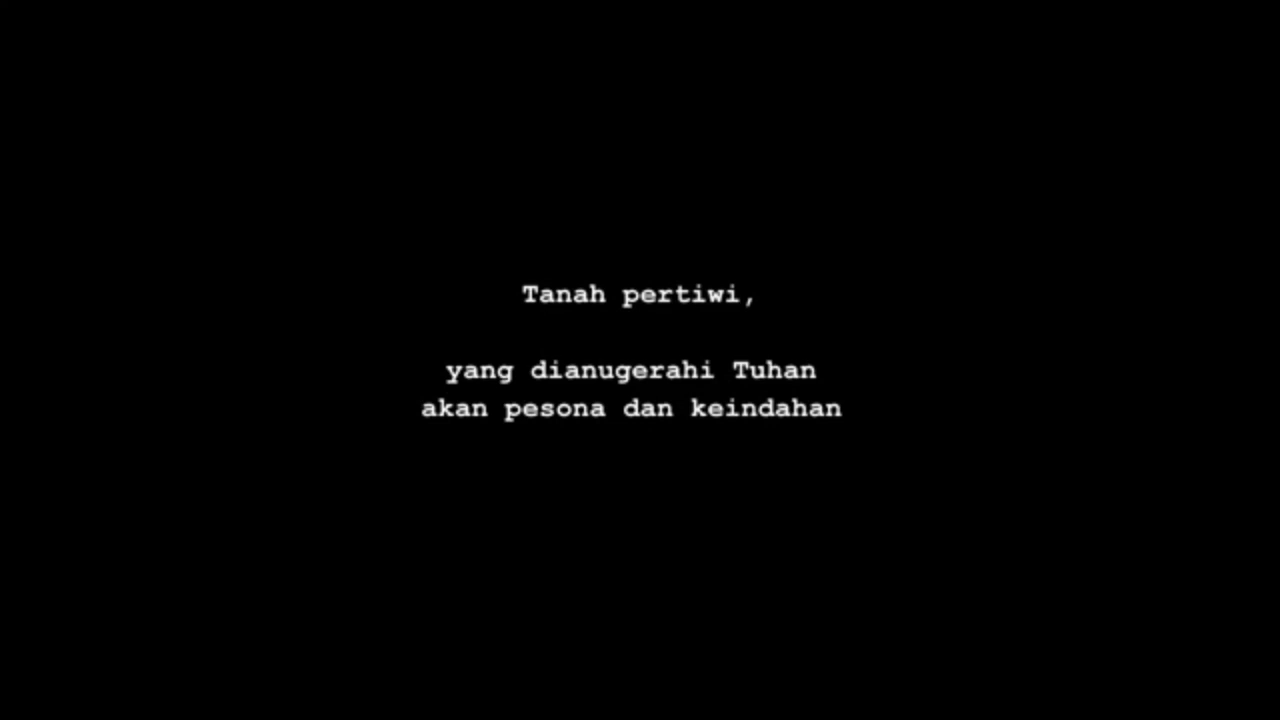 Tanah pertiwi,
yang dianugerahi Tuhan
akan pesona dan keindahan